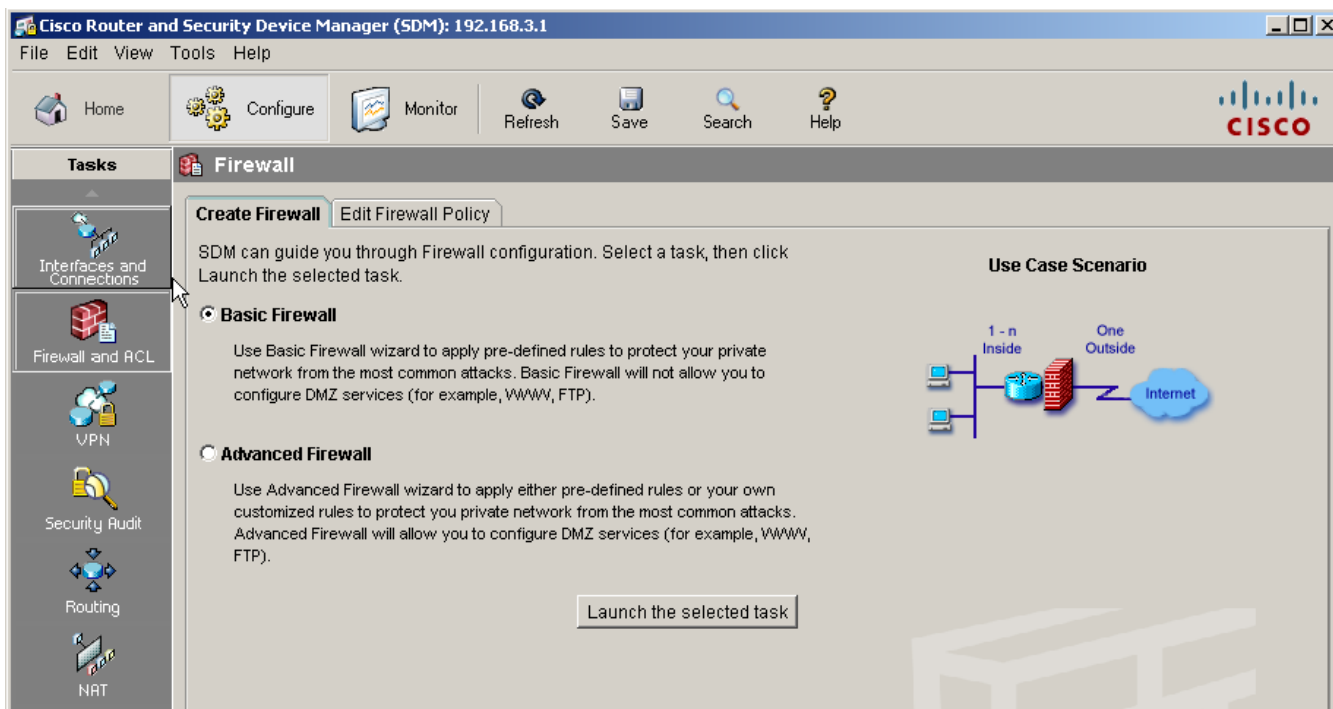 Cisco Router and Security Device Manager (SDM): 192.168.3.1
File Edit View Tools Help
Home Configure Monitor Refresh Save Search Help
CISCO
Tasks
Firewall
Interfaces and
Connections
Firewall and ACL
VPN
Security Audit
Routing
NAT
Create Firewall Edit Firewall Policy
SDM can guide you through Firewall configuration. Select a task, then click
Launch the selected task.
Basic Firewall
Use Basic Firewall wizard to apply pre-defined rules to protect your private
network from the most common attacks. Basic Firewall will not allow you to
configure DMZ services (for example, WWW, FTP).
Advanced Firewall
Use Advanced Firewall wizard to apply either pre-defined rules or your own
customized rules to protect you private network from the most common attacks.
Advanced Firewall will allow you to configure DMZ services (for example, WWW,
FTP).
Launch the selected task
Use Case Scenario
1 - n
Inside
One
Outside
Internet